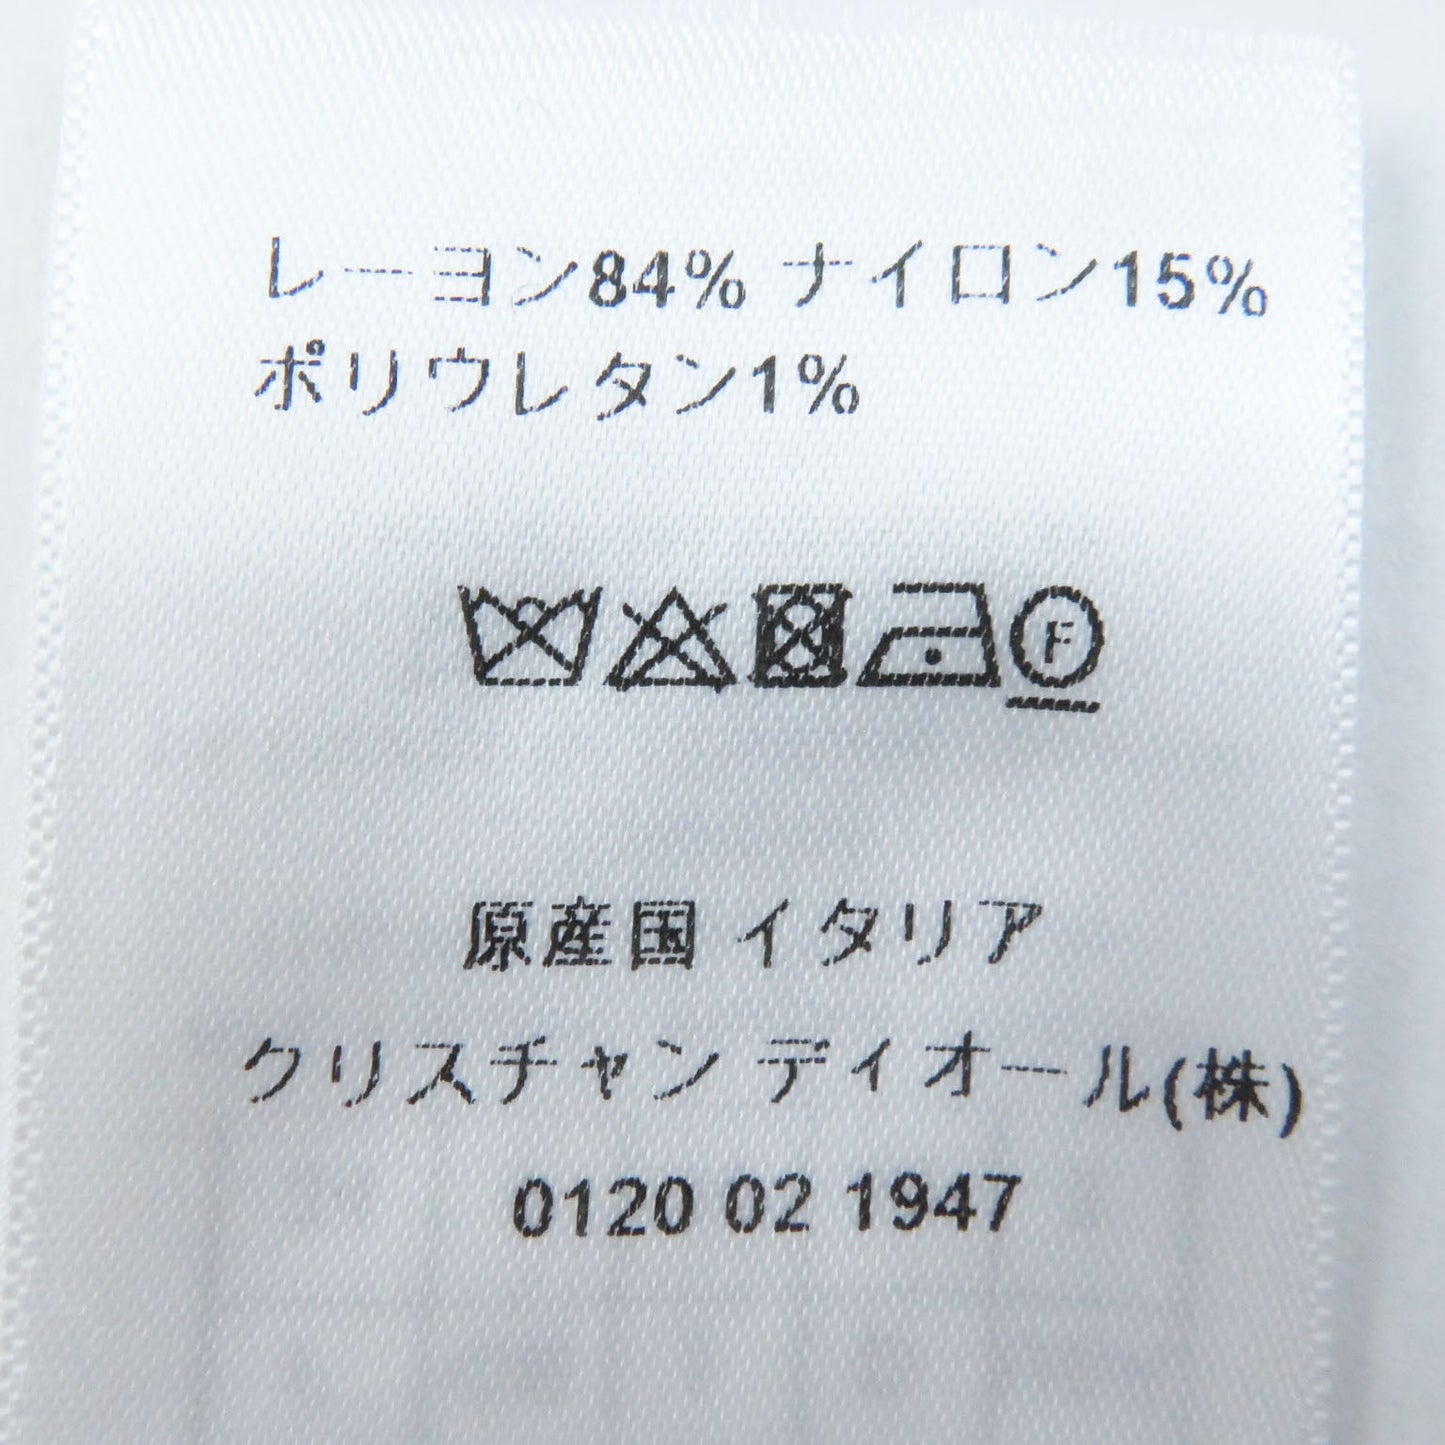 レーヨン84% ナイロン15%
ポリウレタン1%
F
原産国 イタリア
クリスチャン ディオール(株)
0120 02 1947